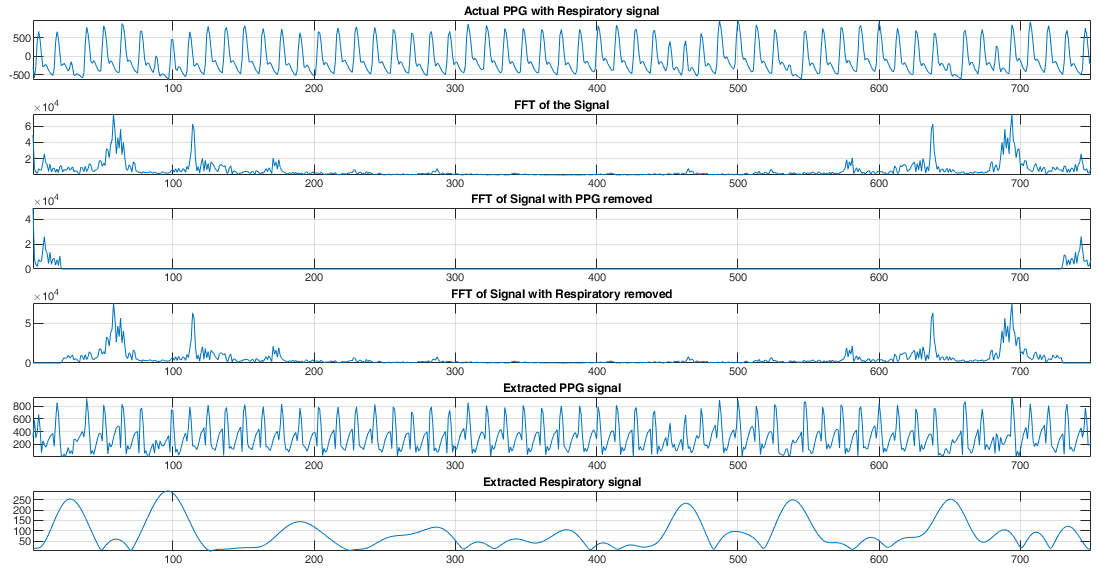 Actual PPG with Respiratory signal
500
0
-500
100 200 300 400 500 600 700
×10^4
FFT of the Signal
6
4
2
100 200 300 400 500 600 700
×10^4
FFT of Signal with PPG removed
4
2
0
100 200 300 400 500 600 700
×10^4
FFT of Signal with Respiratory removed
5
0
100 200 300 400 500 600 700
Extracted PPG signal
800
600
400
200
100 200 300 400 500 600 700
Extracted Respiratory signal
250
200
150
100
50
100 200 300 400 500 600 700